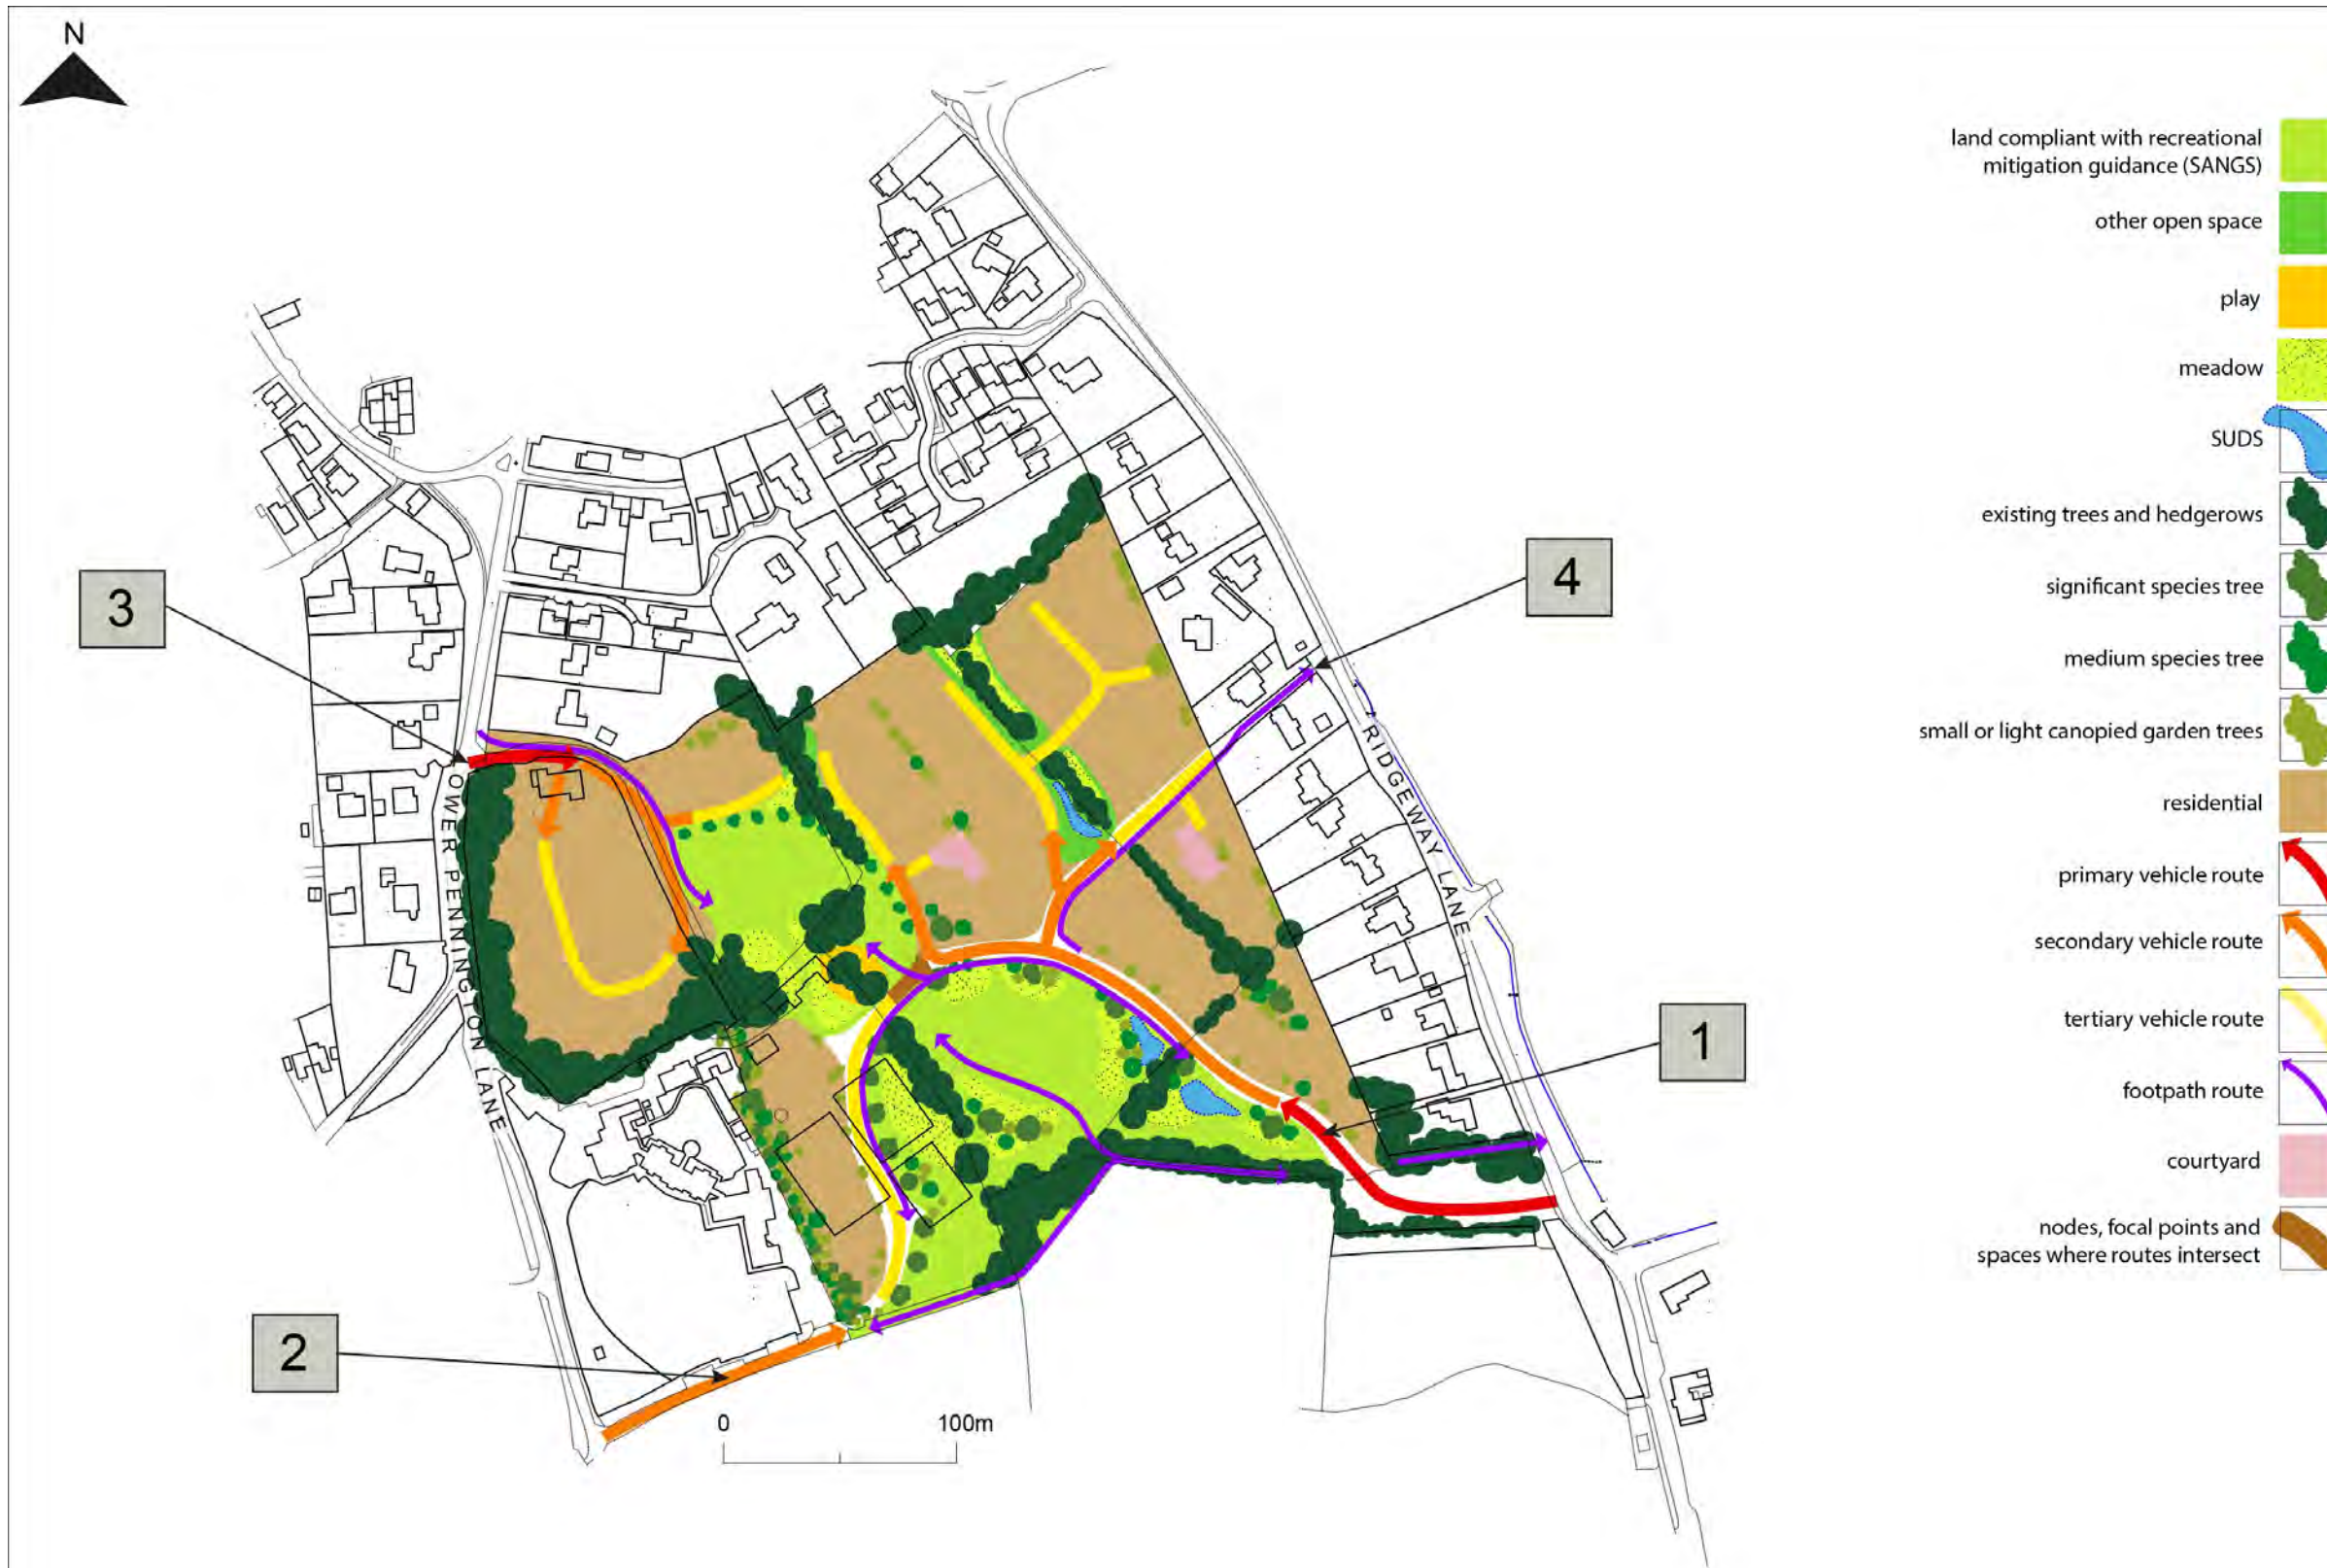 N
land compliant with recreational
mitigation guidance (SANGS)
other open space
play
meadow
SUDS
existing trees and hedgerows
significant species tree
medium species tree
small or light canopied garden trees
residential
primary vehicle route
secondary vehicle route
tertiary vehicle route
footpath route
courtyard
nodes, focal points and
spaces where routes intersect
3
4
1
2
OWER PENNINGTON LANE
RIDGEWAY LANE
0 100m